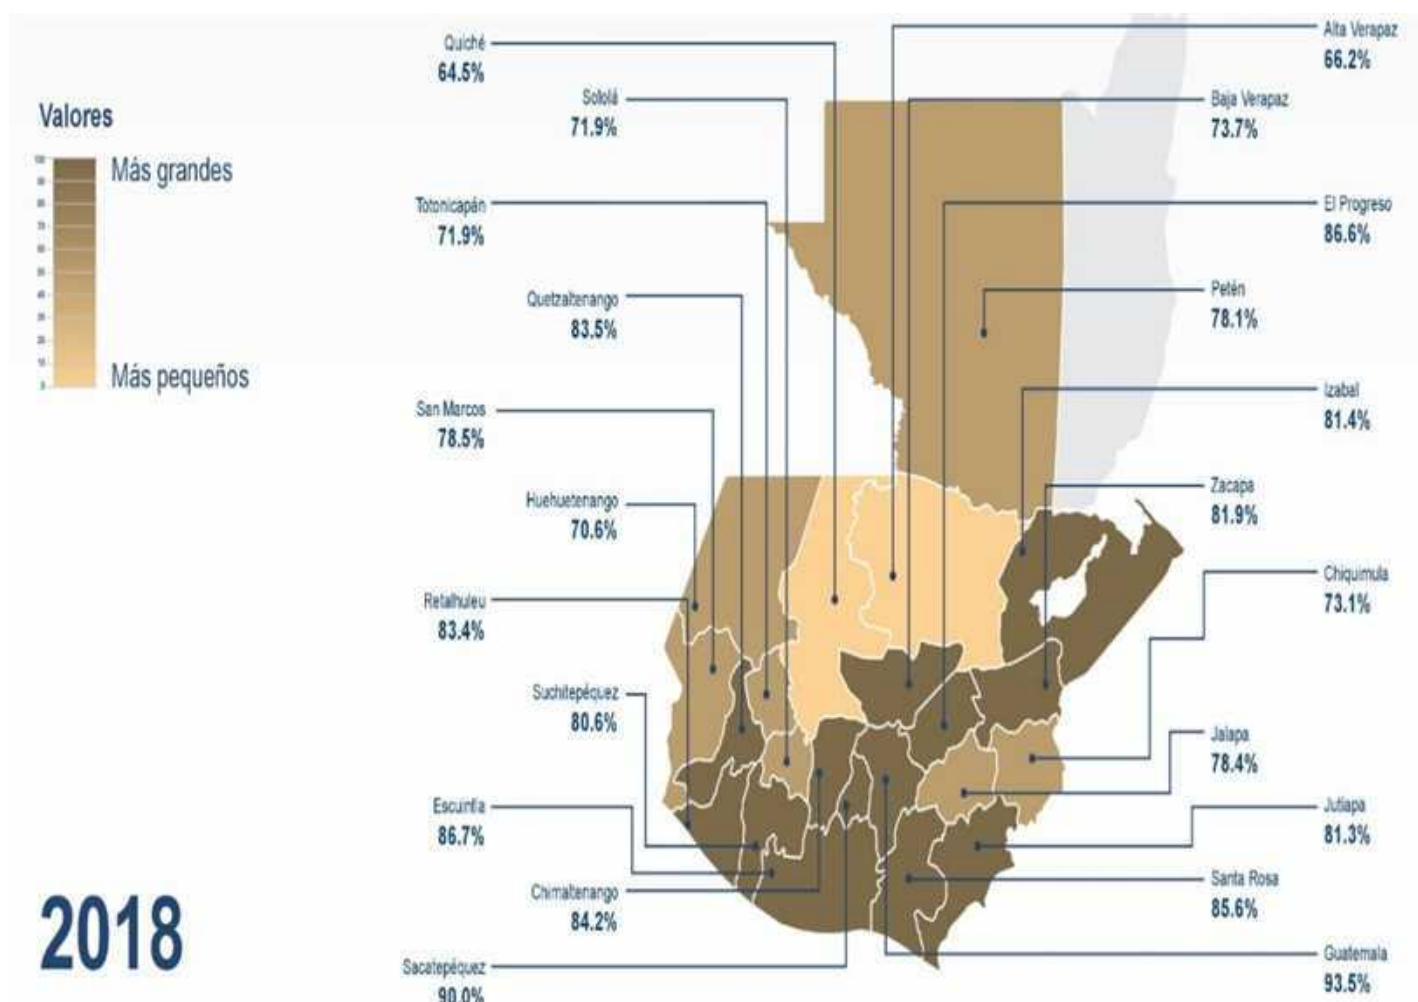 Valores
Más grandes
Más pequeños
Quiché
64.5%
Sololá
71.9%
Totonicapán
71.9%
Quetzaltenango
83.5%
San Marcos
78.5%
Huehuetenango
70.6%
Retalhuleu
83.4%
Suchitepéquez
80.6%
Escuintla
86.7%
Chimaltenango
84.2%
Sacatepéquez
90.0%
2018
Alta Verapaz
66.2%
Baja Verapaz
73.7%
El Progreso
86.6%
Petén
78.1%
Izabal
81.4%
Zacapa
81.9%
Chiquimula
73.1%
Jalapa
78.4%
Jutiapa
81.3%
Santa Rosa
85.6%
Guatemala
93.5%